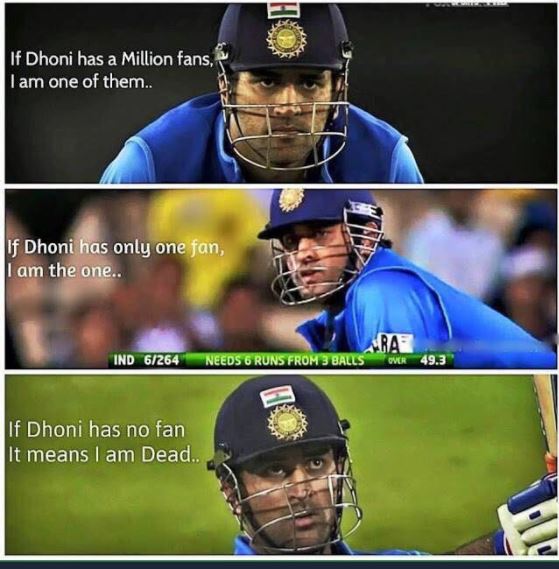 If Dhoni has a Million fans,
I am one of them..
If Dhoni has only one fan,
I am the one..
IND 6/264 NEEDS 6 RUNS FROM 3 BALLS OVER 49.3
If Dhoni has no fan
It means I am Dead..